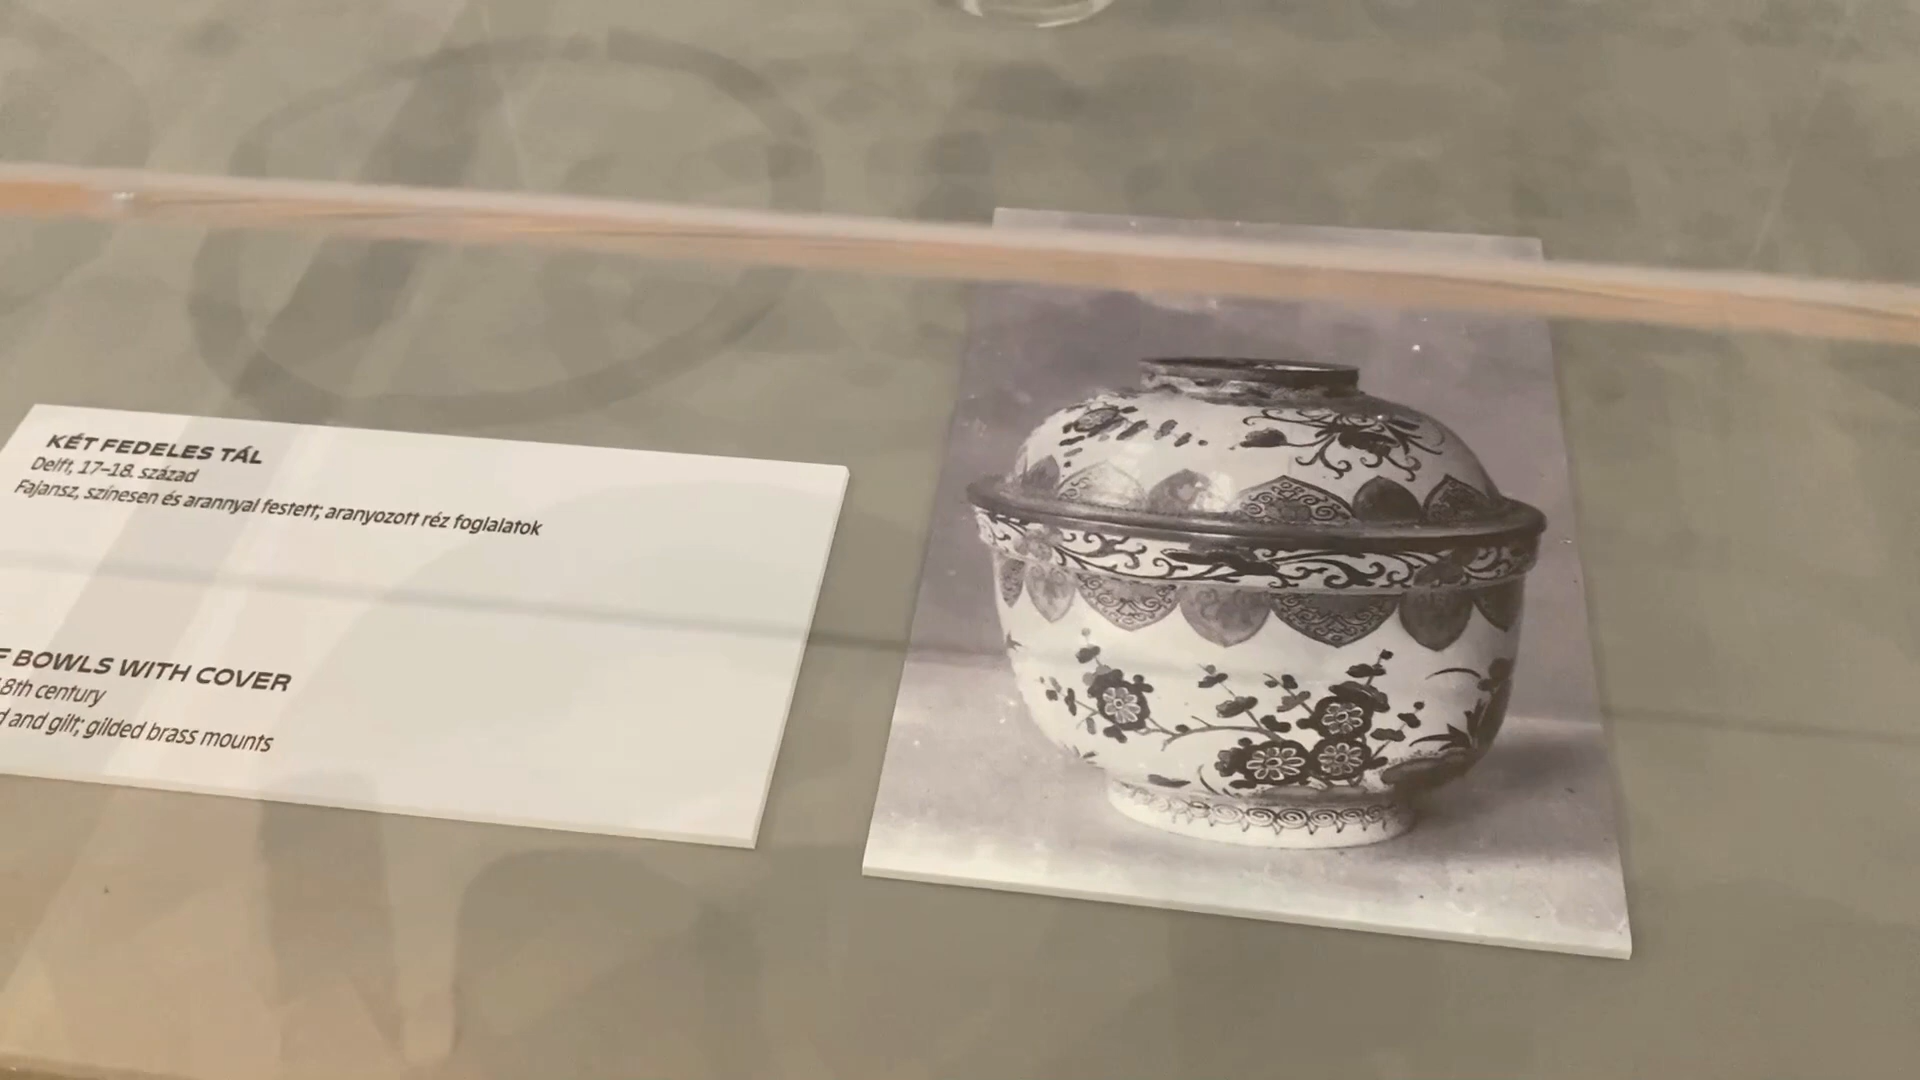 KÉT FEDELES TÁL
Delft, 17–18. század
Fajansz, színesen és arannyal festett; aranyozott réz foglalatok
F BOWLS WITH COVER
18th century
d and gilt; gilded brass mounts